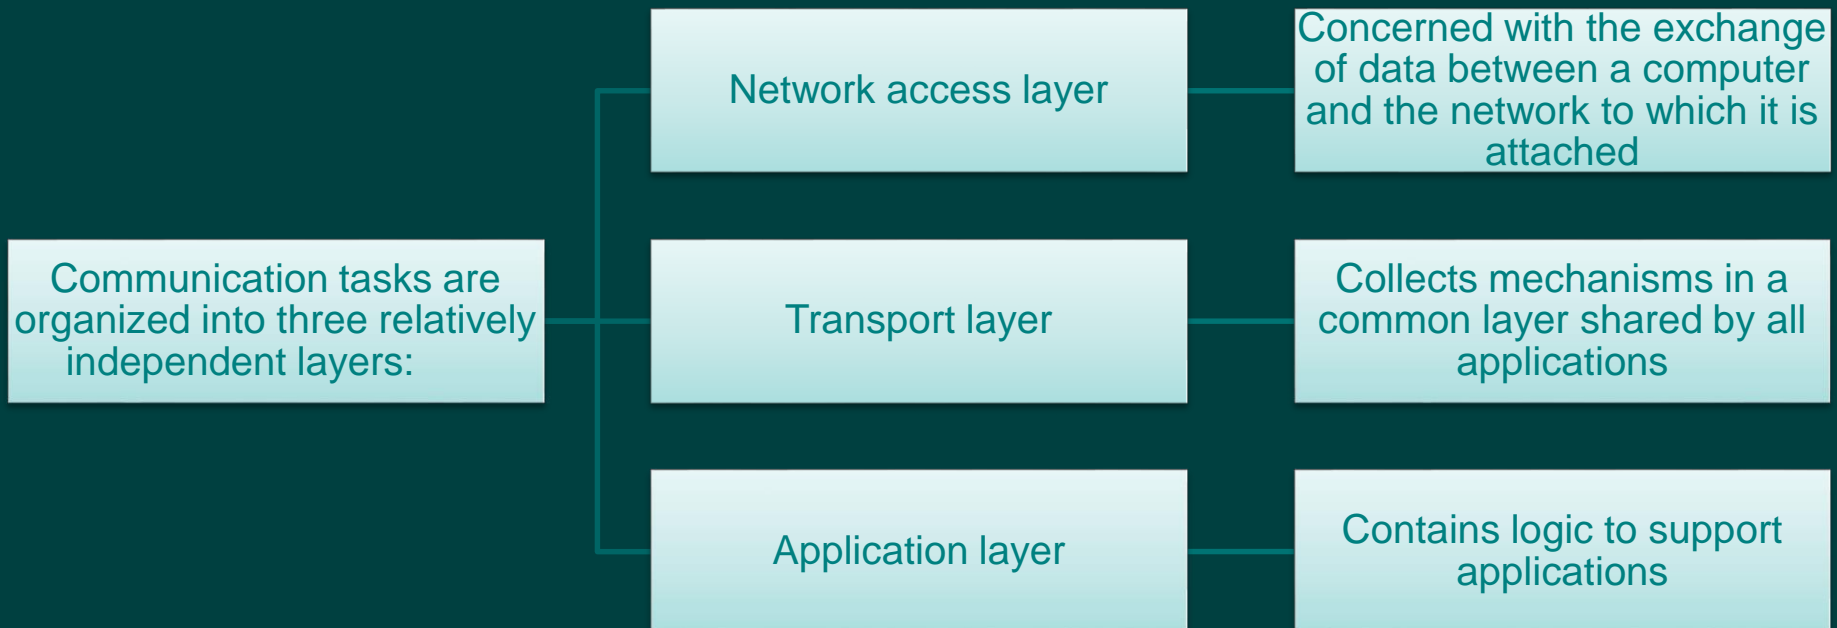 Communication tasks are
organized into three relatively
independent layers:
Network access layer
Concerned with the exchange
of data between a computer
and the network to which it is
attached
Transport layer
Collects mechanisms in a
common layer shared by all
applications
Application layer
Contains logic to support
applications